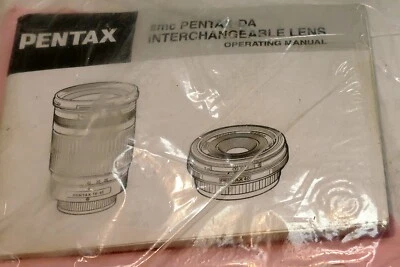 PENTAX
smc PENTAX-DA
INTERCHANGEABLE LENS
OPERATING MANUAL